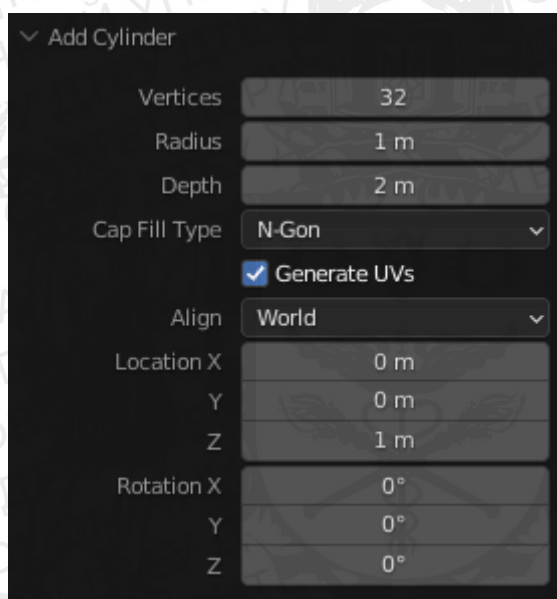 Add Cylinder
Vertices 32
Radius 1 m
Depth 2 m
Cap Fill Type N-Gon
Generate UVs
Align World
Location X 0 m
Y 0 m
Z 1 m
Rotation X 0°
Y 0°
Z 0°